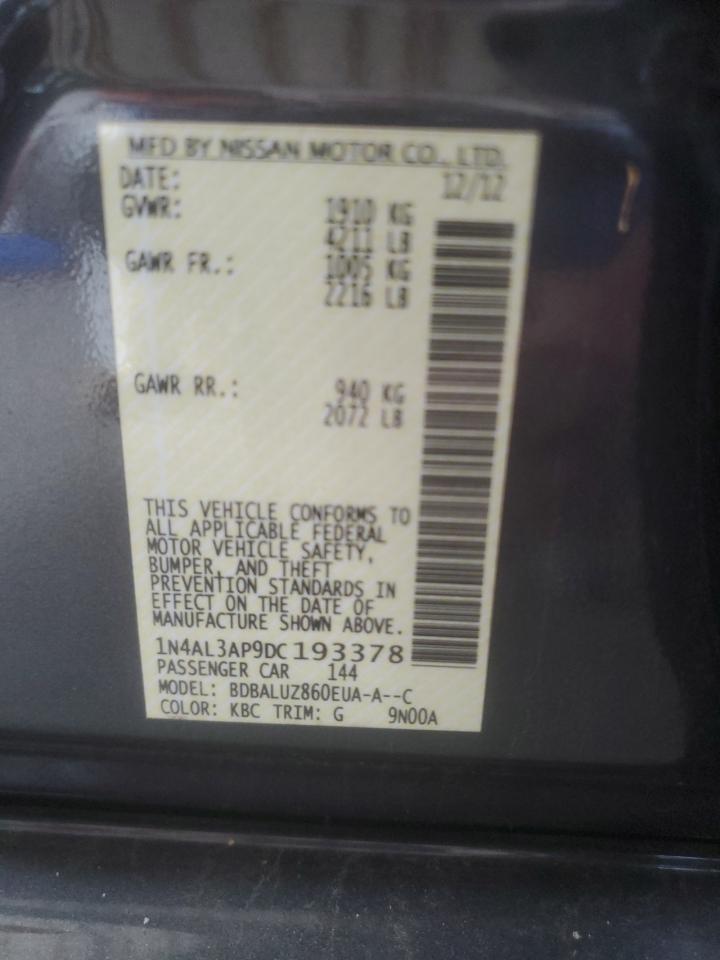 MFD BY NISSAN MOTOR CO., LTD.
DATE: 12/12
GVWR: 1910 KG
4211 LB
GAWR FR.: 1005 KG
2216 LB
GAWR RR.: 940 KG
2072 LB
THIS VEHICLE CONFORMS TO
ALL APPLICABLE FEDERAL
MOTOR VEHICLE SAFETY,
BUMPER, AND THEFT
PREVENTION STANDARDS IN
EFFECT ON THE DATE OF
MANUFACTURE SHOWN ABOVE.
1N4AL3AP9DC193378
PASSENGER CAR 144
MODEL: BDBALUZ860EUA-A--C
COLOR: KBC TRIM: G 9N00A